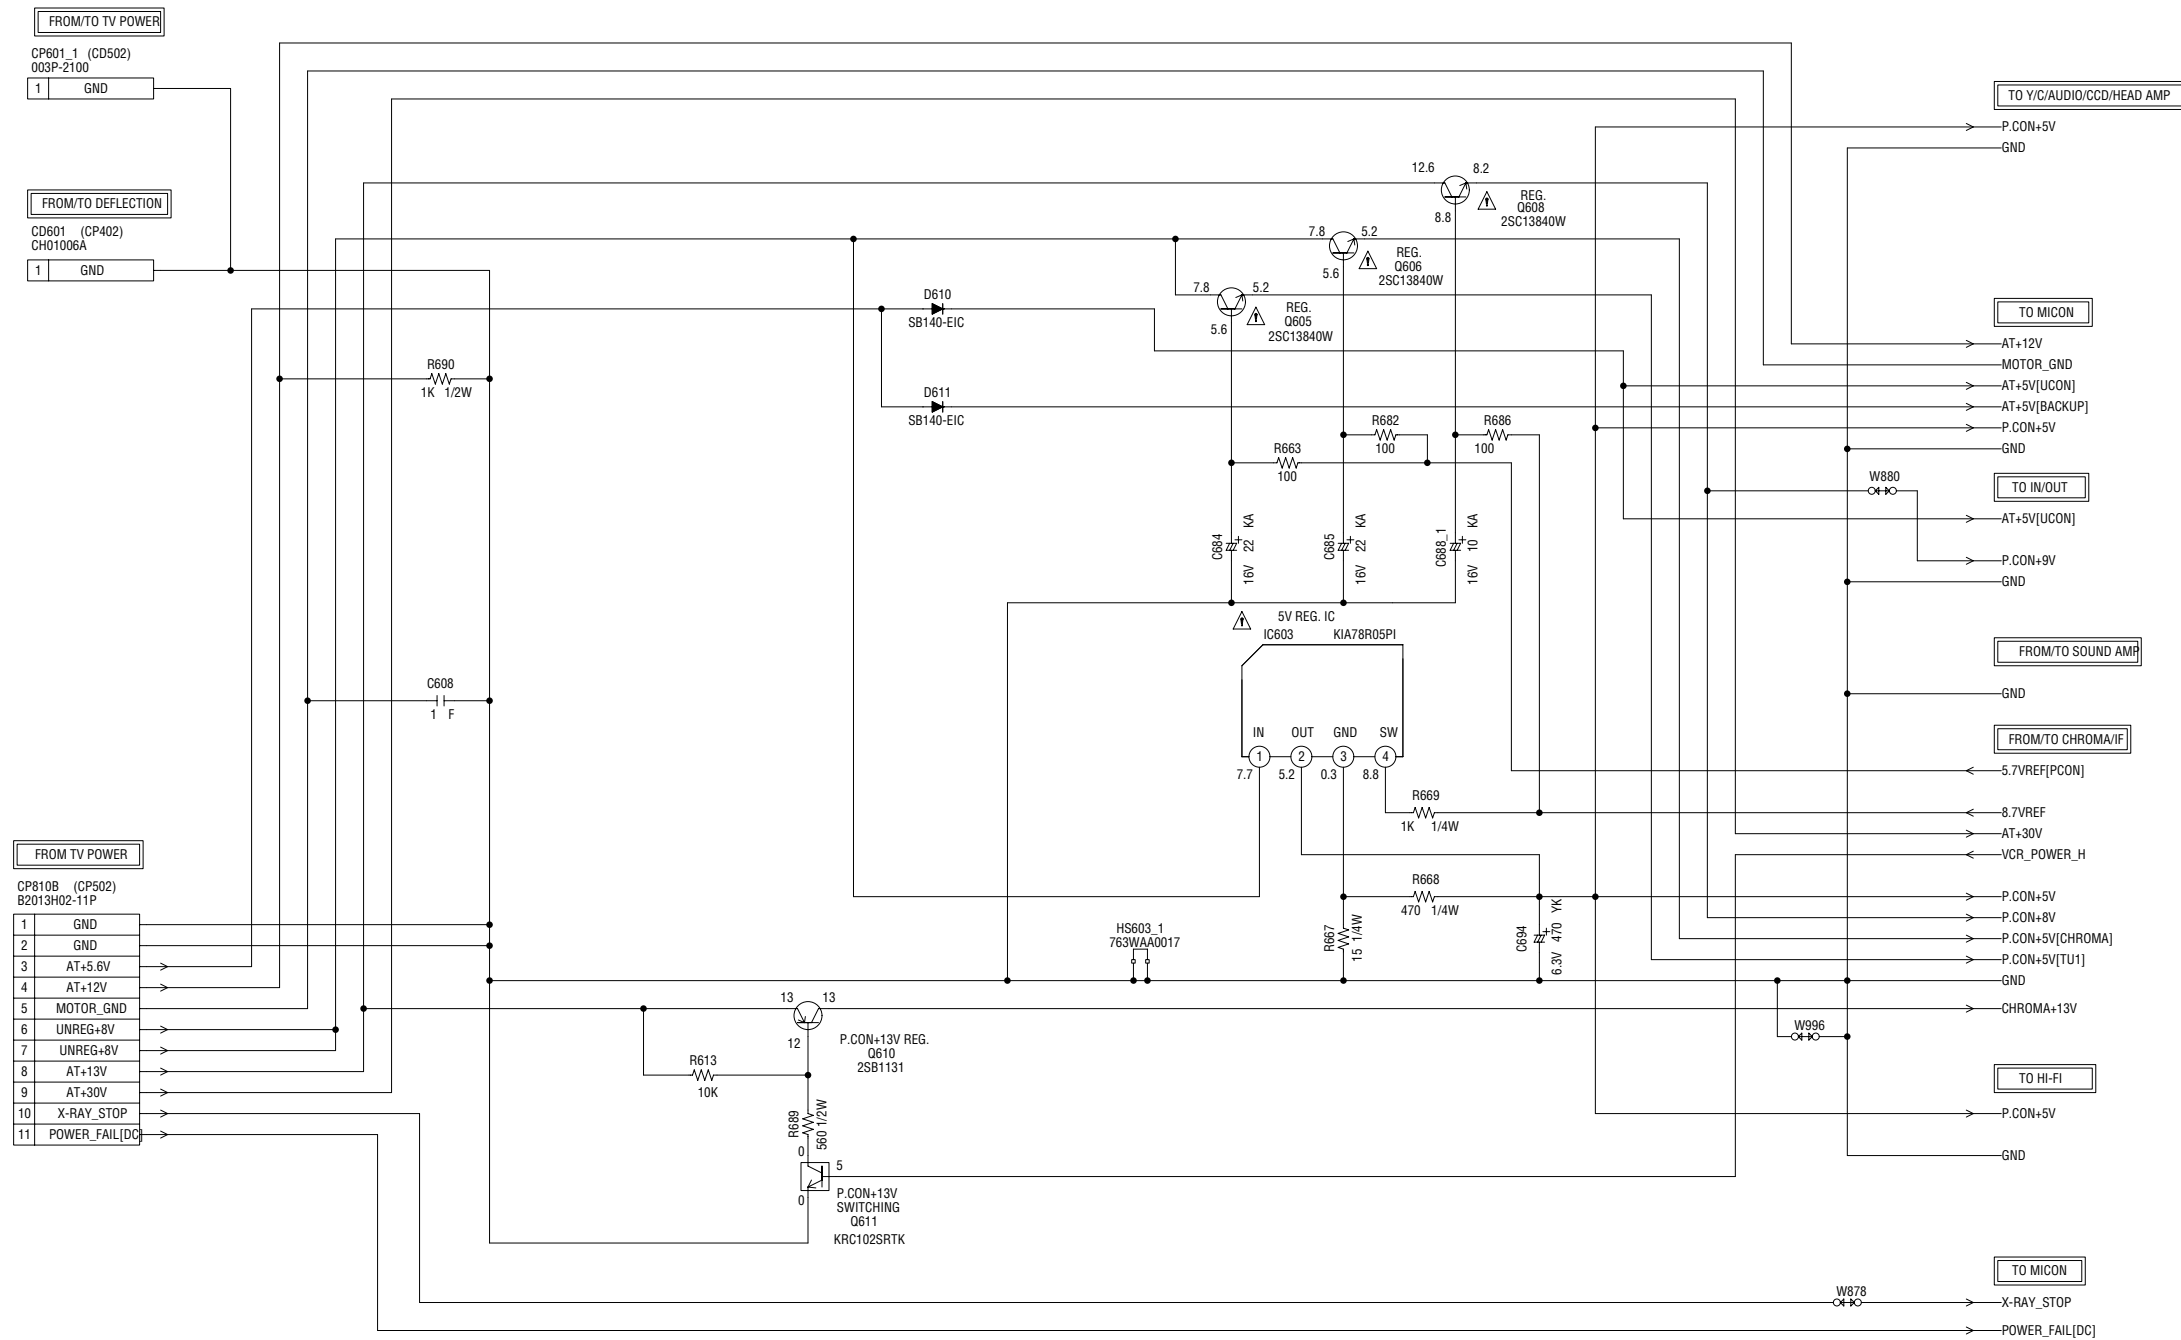 FROM/TO TV POWER
CP601_1 (CD502)
003P-2100
1 GND
FROM/TO DEFLECTION
CD601 (CP402)
CH01006A
1 GND
R690
1K 1/2W
C608
1 F
FROM TV POWER
CP810B (CP502)
B2013H02-11P
1 GND
2 GND
3 AT+5.6V
4 AT+12V
5 MOTOR_GND
6 UNREG+8V
7 UNREG+8V
8 AT+13V
9 AT+30V
10 X-RAY_STOP
11 POWER_FAIL[DC]
D610
SB140-EIC
D611
SB140-EIC
12.6 8.2
8.8
REG.
Q608
2SC13840W
7.8 5.2
5.6
REG.
Q606
2SC13840W
7.8 5.2
5.6
REG.
Q605
2SC13840W
R682
100
R686
100
R663
100
C684
16V 22 KA
+
C685
16V 22 KA
+
C688_1
16V 10 KA
+
5V REG. IC
IC603 KIA78R05PI
IN OUT GND SW
1 2 3 4
7.7 5.2 0.3 8.8
R669
1K 1/4W
R668
470 1/4W
R667
15 1/4W
C694
6.3V 470 YK
+
HS603_1
763WAA0017
13 13
12
P.CON+13V REG.
Q610
2SB1131
R613
10K
R689
560 1/2W
0
5
0
P.CON+13V
SWITCHING
Q611
KRC102SRTK
TO Y/C/AUDIO/CCD/HEAD AMP
P.CON+5V
GND
TO MICON
AT+12V
MOTOR_GND
AT+5V[UCON]
AT+5V[BACKUP]
P.CON+5V
GND
W880
TO IN/OUT
AT+5V[UCON]
P.CON+9V
GND
FROM/TO SOUND AMP
GND
FROM/TO CHROMA/IF
5.7VREF[PCON]
8.7VREF
AT+30V
VCR_POWER_H
P.CON+5V
P.CON+8V
P.CON+5V[CHROMA]
P.CON+5V[TU1]
GND
CHROMA+13V
W996
TO HI-FI
P.CON+5V
GND
TO MICON
W878
X-RAY_STOP
POWER_FAIL[DC]